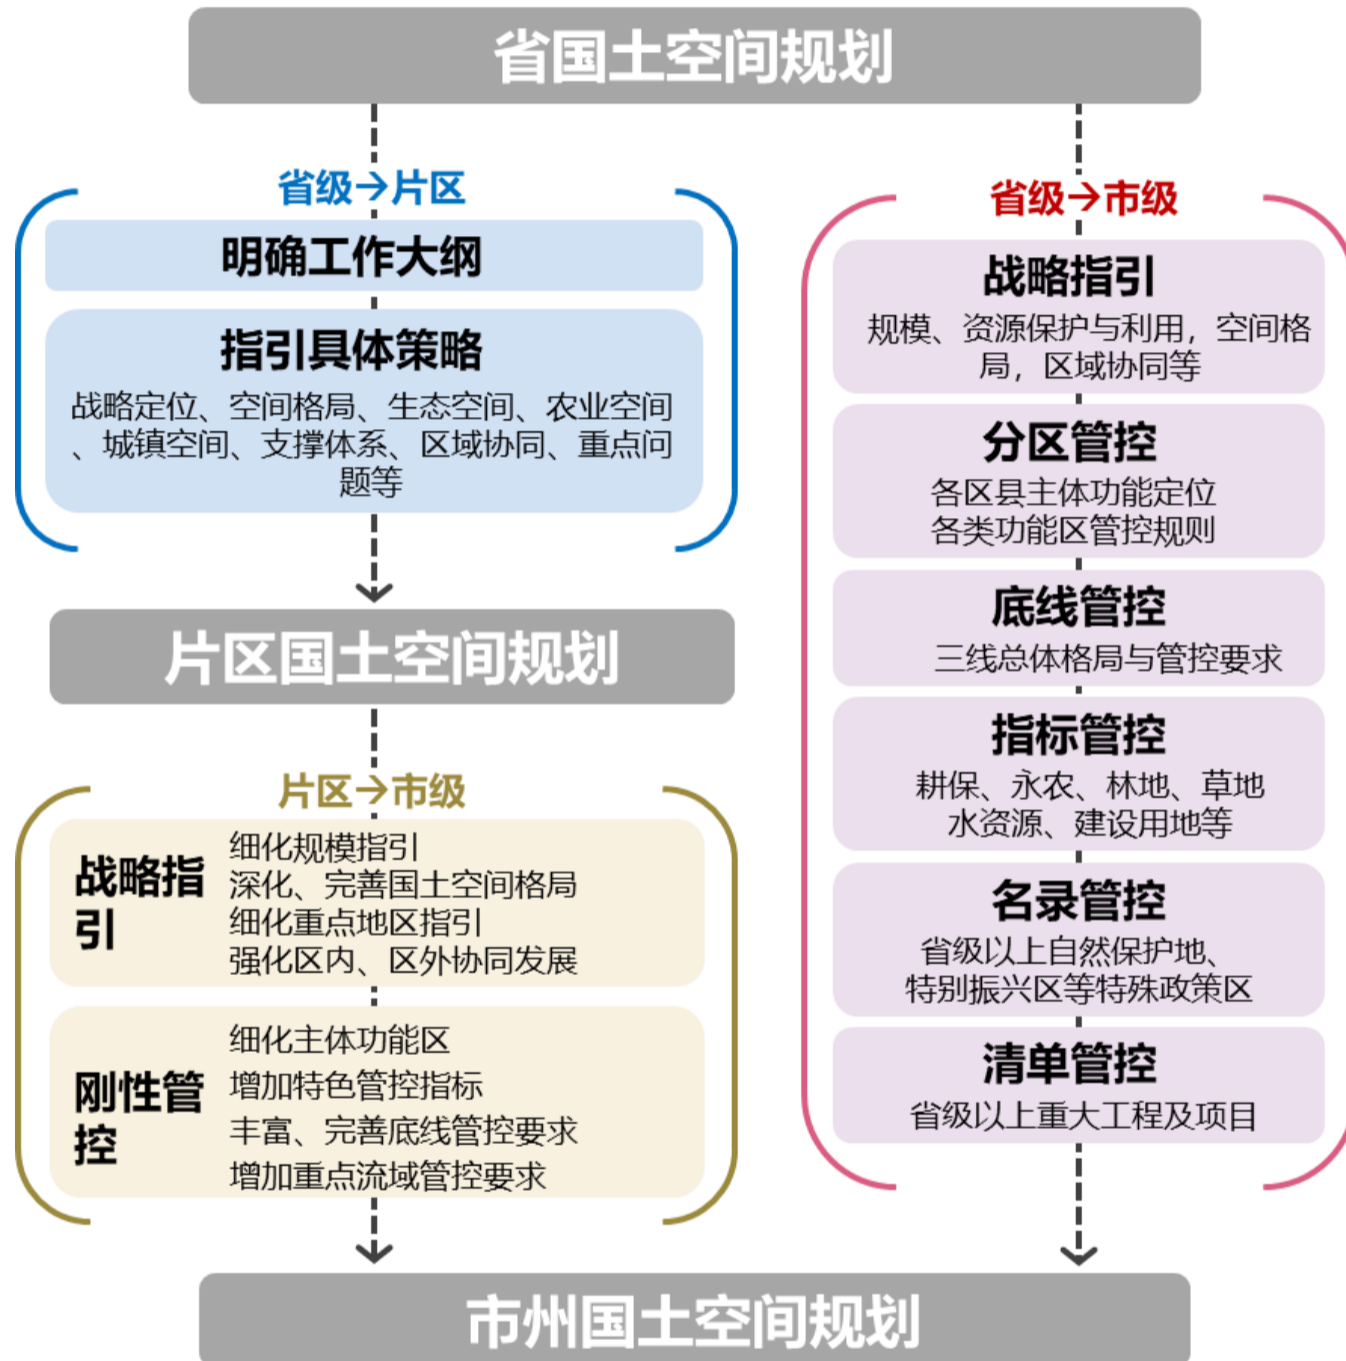 省国土空间规划
省级→片区
明确工作大纲
指引具体策略
战略定位、空间格局、生态空间、农业空间
、城镇空间、支撑体系、区域协同、重点问
题等
片区国土空间规划
片区→市级
战略指
引
细化规模指引
深化、完善国土空间格局
细化重点地区指引
强化区内、区外协同发展
刚性管
控
细化主体功能区
增加特色管控指标
丰富、完善底线管控要求
增加重点流域管控要求
省级→市级
战略指引
规模、资源保护与利用，空间格
局，区域协同等
分区管控
各区县主体功能定位
各类功能区管控规则
底线管控
三线总体格局与管控要求
指标管控
耕保、永农、林地、草地
水资源、建设用地等
名录管控
省级以上自然保护地、
特别振兴区等特殊政策区
清单管控
省级以上重大工程及项目
市州国土空间规划